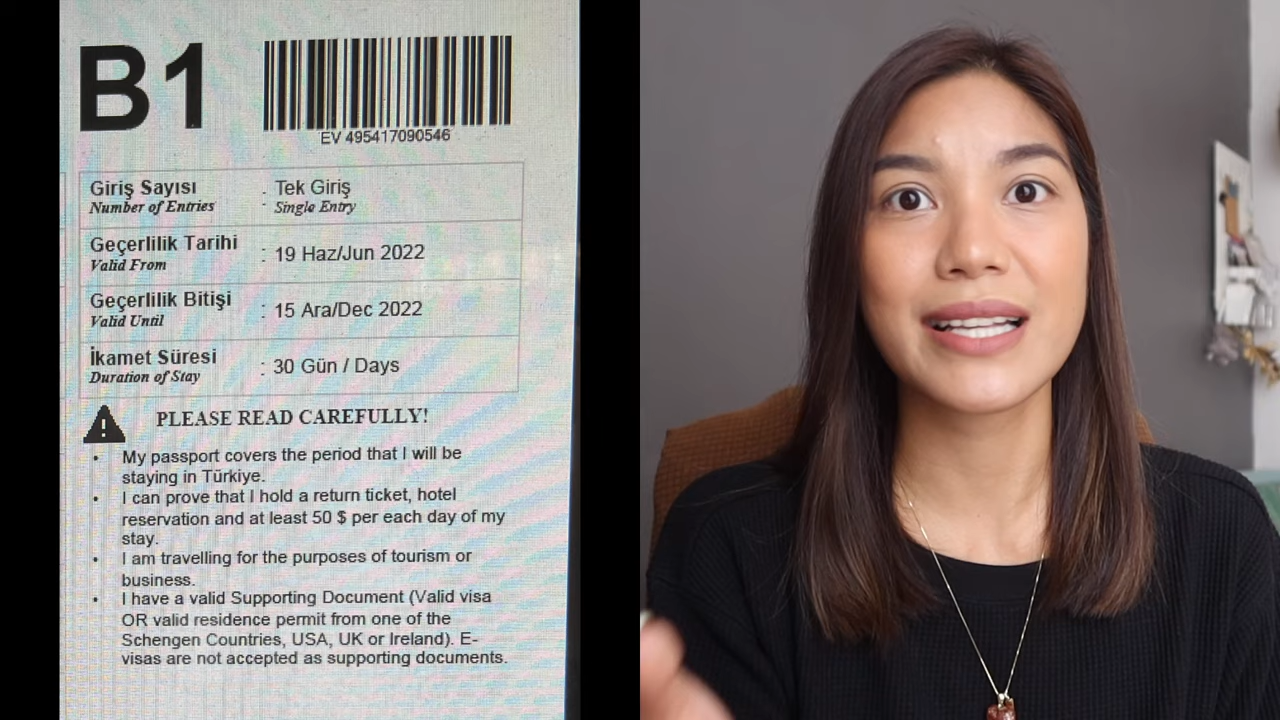 B1
EV 495417090546
Giriş Sayısı : Tek Giriş
Number of Entries : Single Entry
Geçerlilik Tarihi : 19 Haz/Jun 2022
Valid From
Geçerlilik Bitişi : 15 Ara/Dec 2022
Valid Until
İkamet Süresi : 30 Gün / Days
Duration of Stay
PLEASE READ CAREFULLY!
• My passport covers the period that I will be
staying in Türkiye.
• I can prove that I hold a return ticket, hotel
reservation and at least 50 $ per each day of my
stay.
• I am travelling for the purposes of tourism or
business.
• I have a valid Supporting Document (Valid visa
OR valid residence permit from one of the
Schengen Countries, USA, UK or Ireland). E-
visas are not accepted as supporting documents.